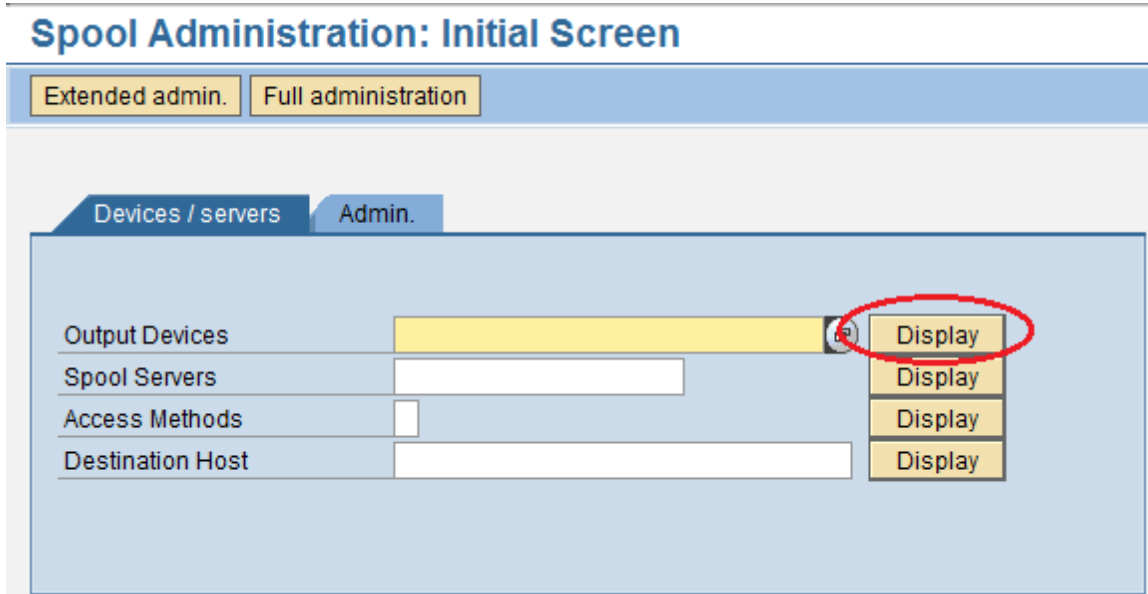 Spool Administration: Initial Screen
Extended admin. Full administration
Devices / servers Admin.
Output Devices Display
Spool Servers Display
Access Methods Display
Destination Host Display